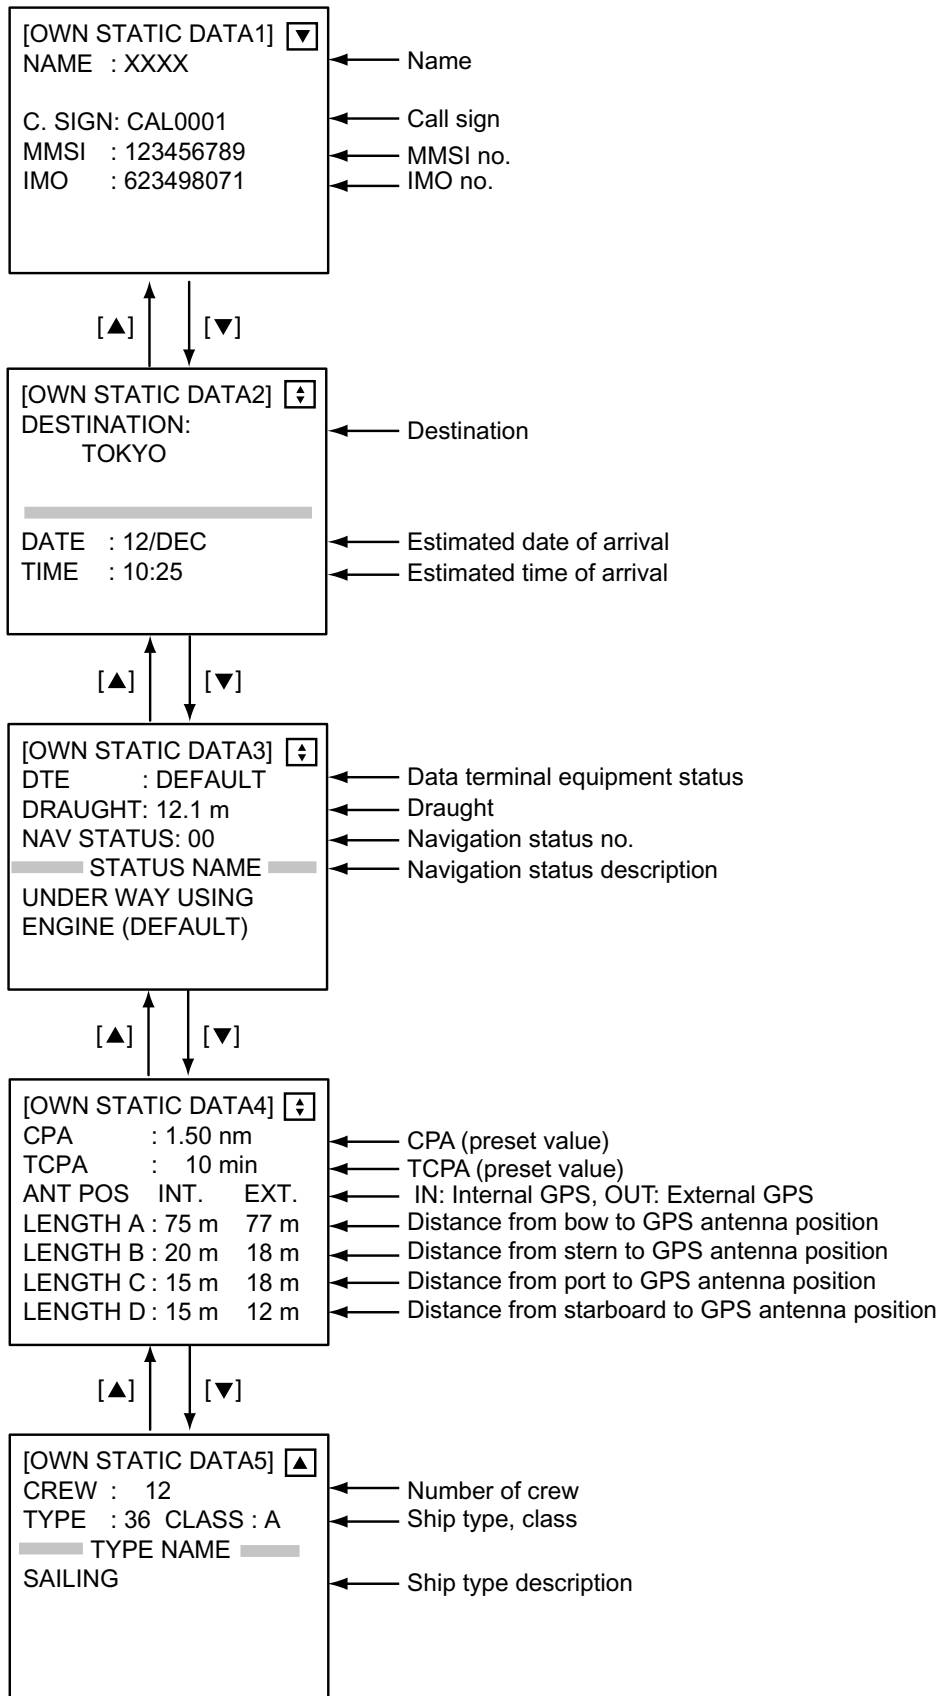 [OWN STATIC DATA1] ▼
NAME : XXXX
Name
C. SIGN: CAL0001
Call sign
MMSI : 123456789
MMSI no.
IMO : 623498071
IMO no.
[▲] [▼]
[OWN STATIC DATA2]
DESTINATION:
Destination
TOKYO
DATE : 12/DEC
Estimated date of arrival
TIME : 10:25
Estimated time of arrival
[▲] [▼]
[OWN STATIC DATA3]
DTE : DEFAULT
Data terminal equipment status
DRAUGHT: 12.1 m
Draught
NAV STATUS: 00
Navigation status no.
STATUS NAME
Navigation status description
UNDER WAY USING
ENGINE (DEFAULT)
[▲] [▼]
[OWN STATIC DATA4]
CPA : 1.50 nm
CPA (preset value)
TCPA : 10 min
TCPA (preset value)
ANT POS INT. EXT.
IN: Internal GPS, OUT: External GPS
LENGTH A : 75 m 77 m
Distance from bow to GPS antenna position
LENGTH B : 20 m 18 m
Distance from stern to GPS antenna position
LENGTH C : 15 m 18 m
Distance from port to GPS antenna position
LENGTH D : 15 m 12 m
Distance from starboard to GPS antenna position
[▲] [▼]
[OWN STATIC DATA5] ▲
CREW : 12
Number of crew
TYPE : 36 CLASS : A
Ship type, class
TYPE NAME
SAILING
Ship type description